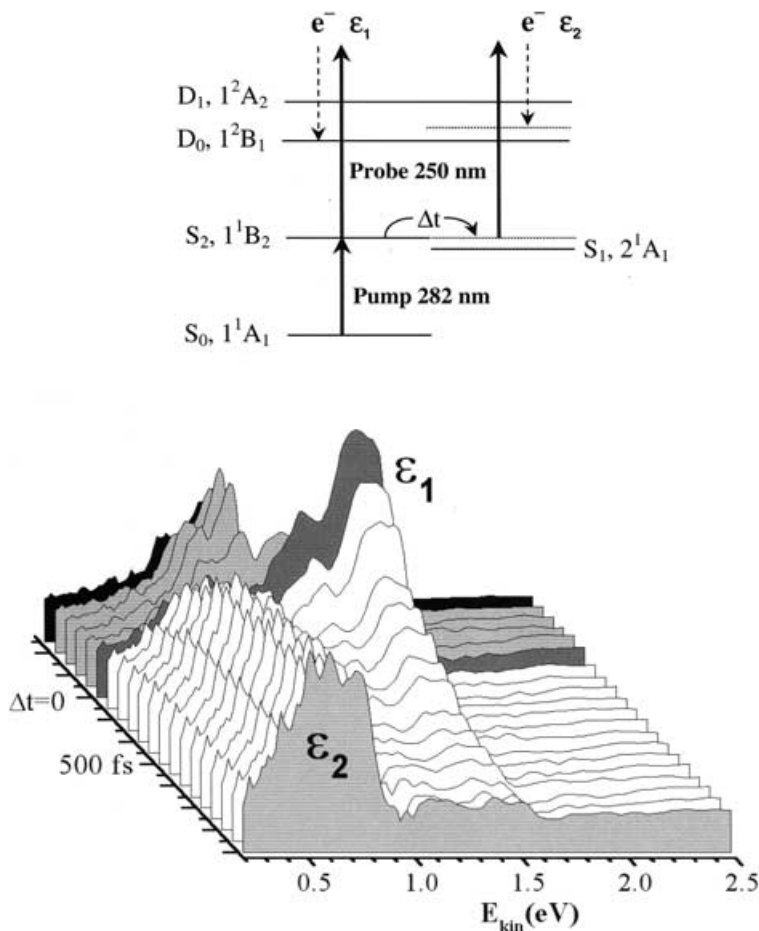 e⁻ ε₁
e⁻ ε₂
D₁, 1²A₂
D₀, 1²B₁
Probe 250 nm
Δt
S₂, 1¹B₂
S₁, 2¹A₁
Pump 282 nm
S₀, 1¹A₁
ε₁
Δt=0
500 fs
ε₂
0.5 1.0 1.5 2.0 2.5
E_kin(eV)